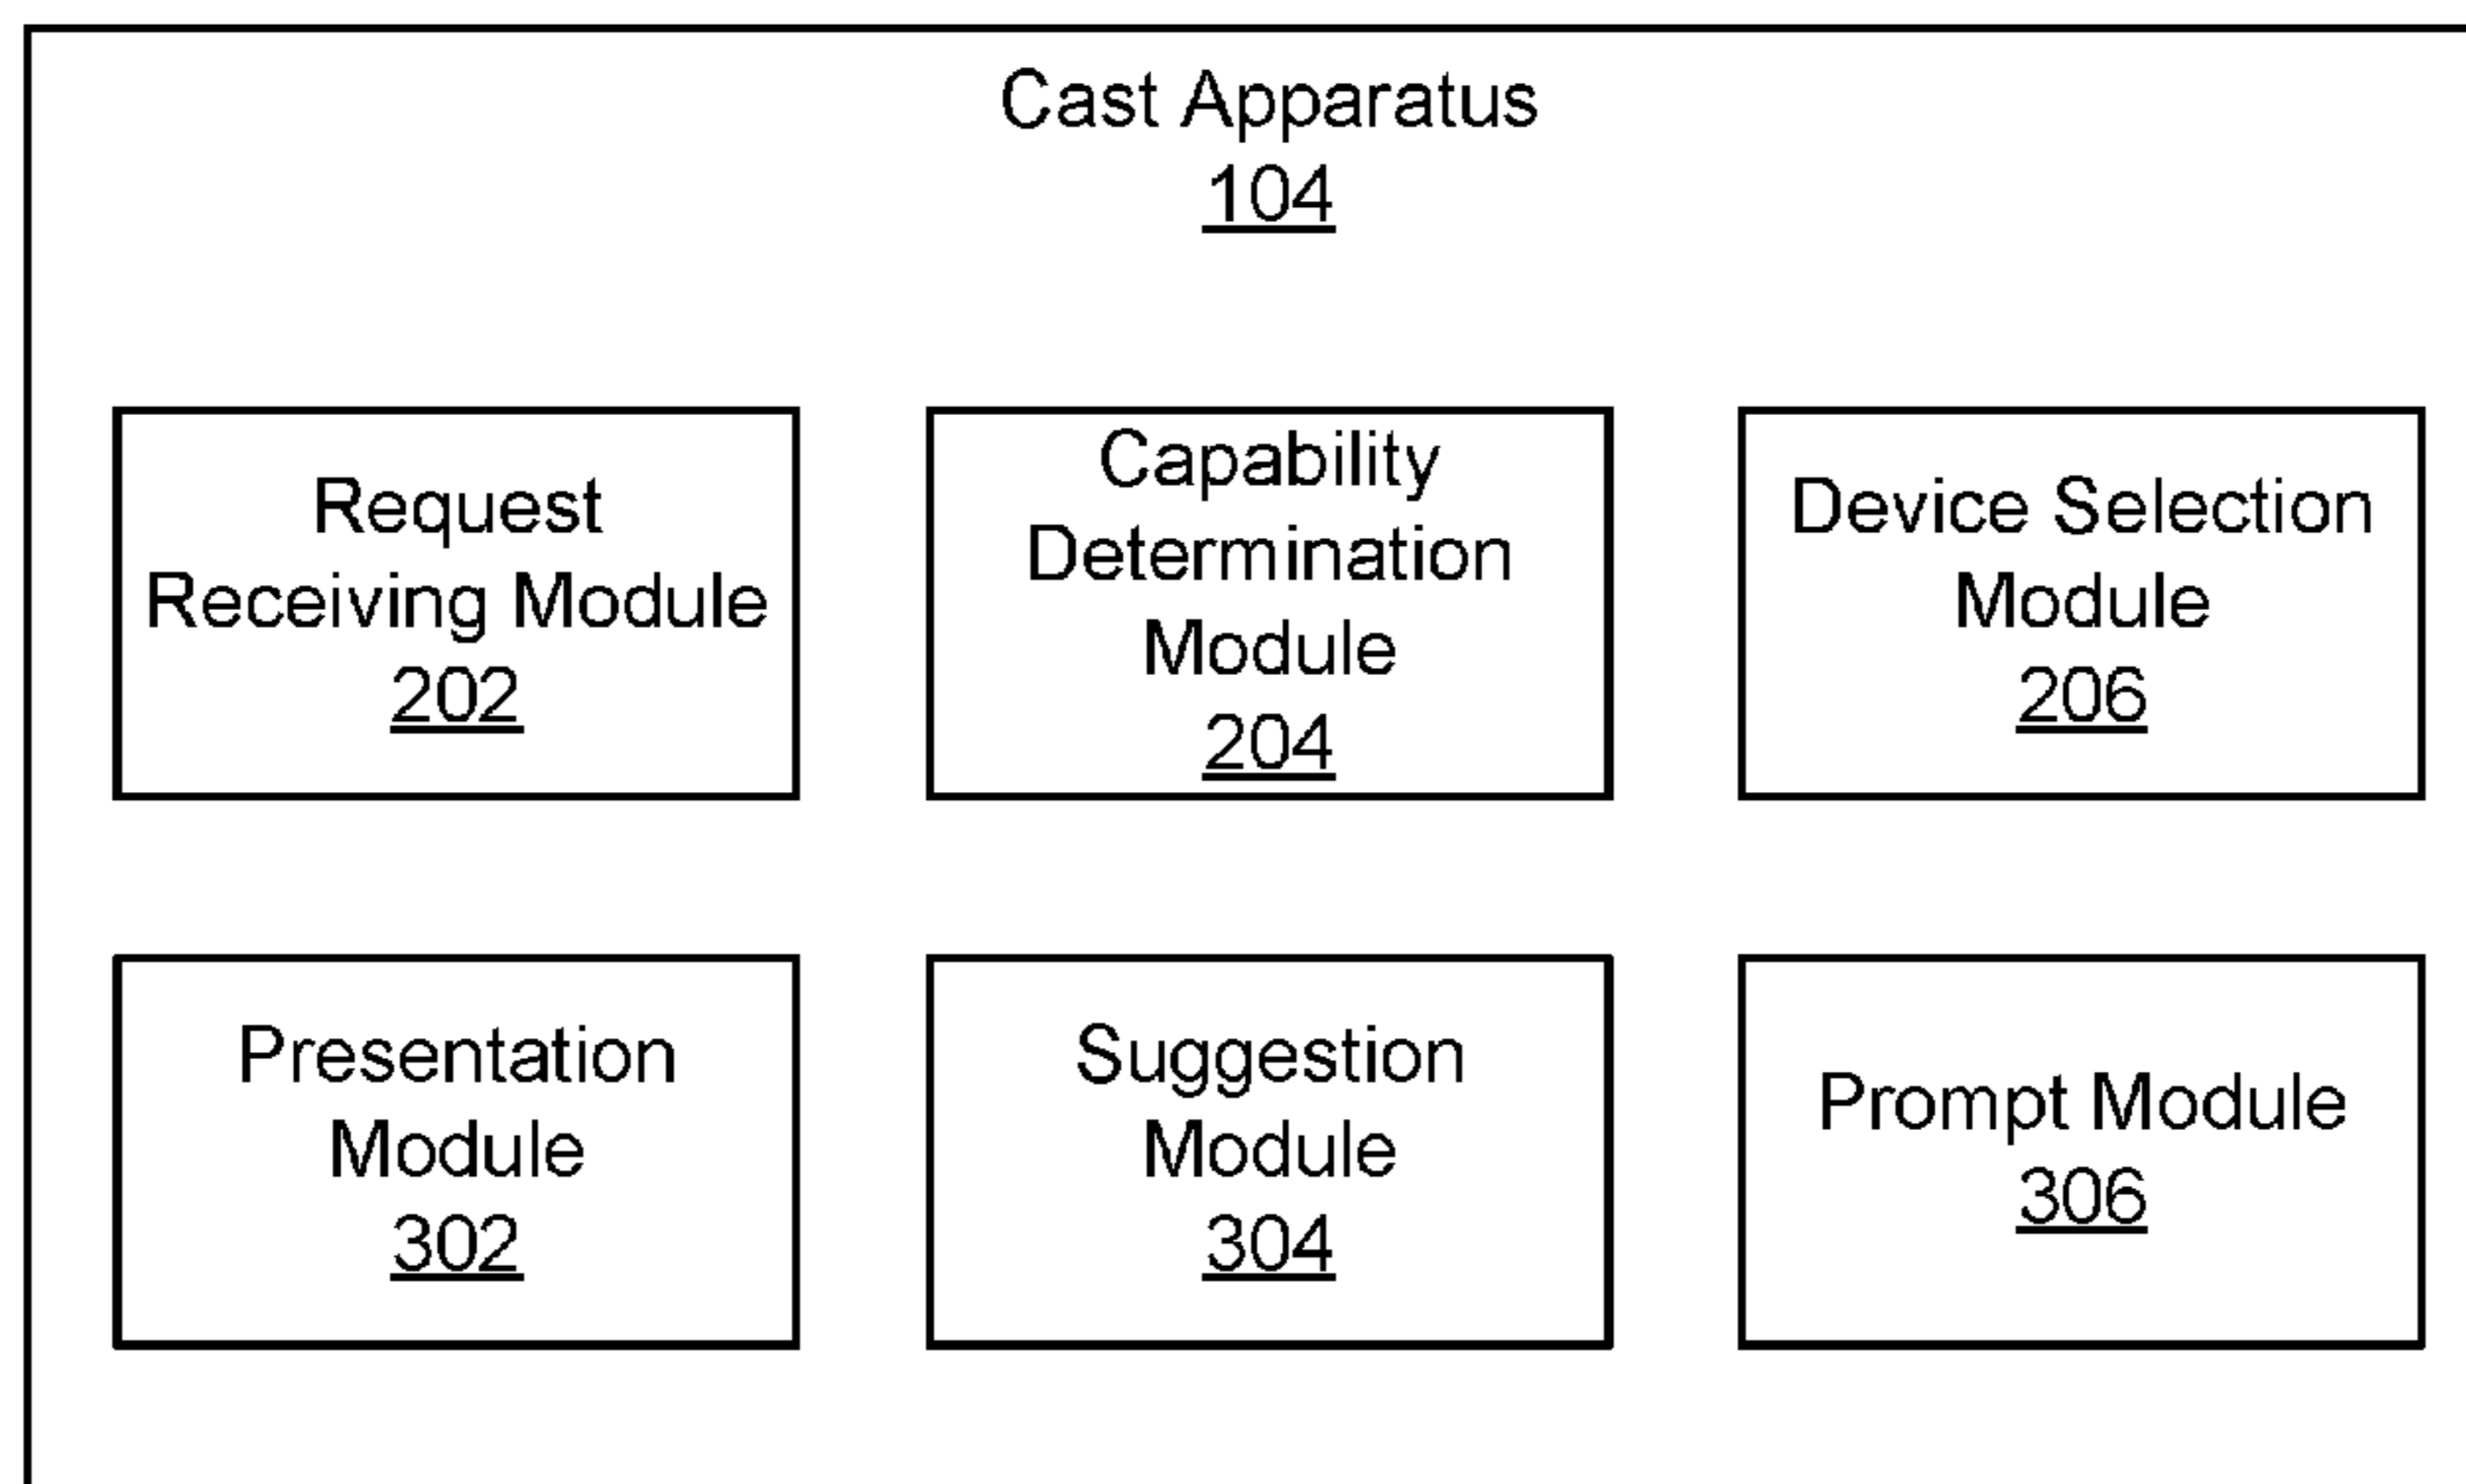 Cast Apparatus
104
Request
Receiving Module
202
Capability
Determination
Module
204
Device Selection
Module
206
Presentation
Module
302
Suggestion
Module
304
Prompt Module
306